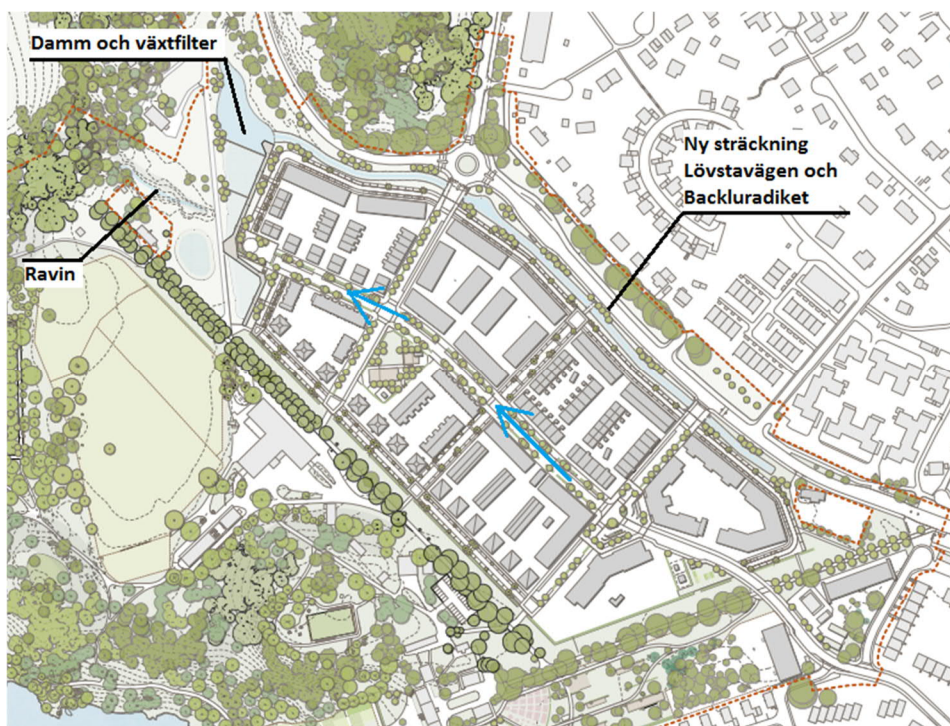 Damm och växtfilter
Ny sträckning
Lövstavägen och
Backluradiket
Ravin